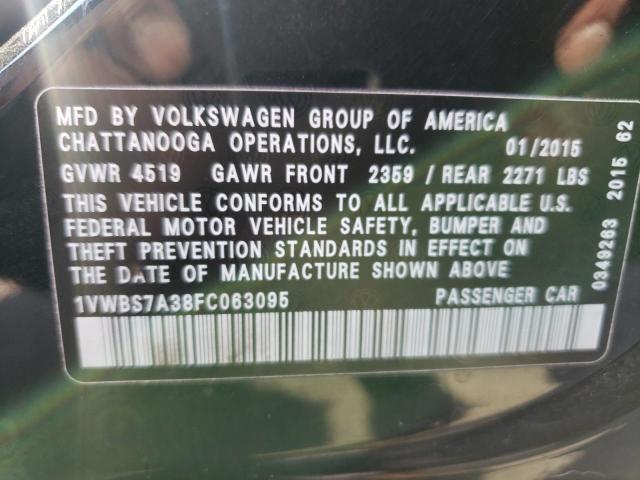 MFD BY VOLKSWAGEN GROUP OF AMERICA
CHATTANOOGA OPERATIONS, LLC. 01/2015
GVWR 4519 GAWR FRONT 2359 / REAR 2271 LBS
THIS VEHICLE CONFORMS TO ALL APPLICABLE U.S.
FEDERAL MOTOR VEHICLE SAFETY, BUMPER AND
THEFT PREVENTION STANDARDS IN EFFECT ON
THE DATE OF MANUFACTURE SHOWN ABOVE.
1VWBS7A38FC063095 PASSENGER CAR
0349263 2015 62